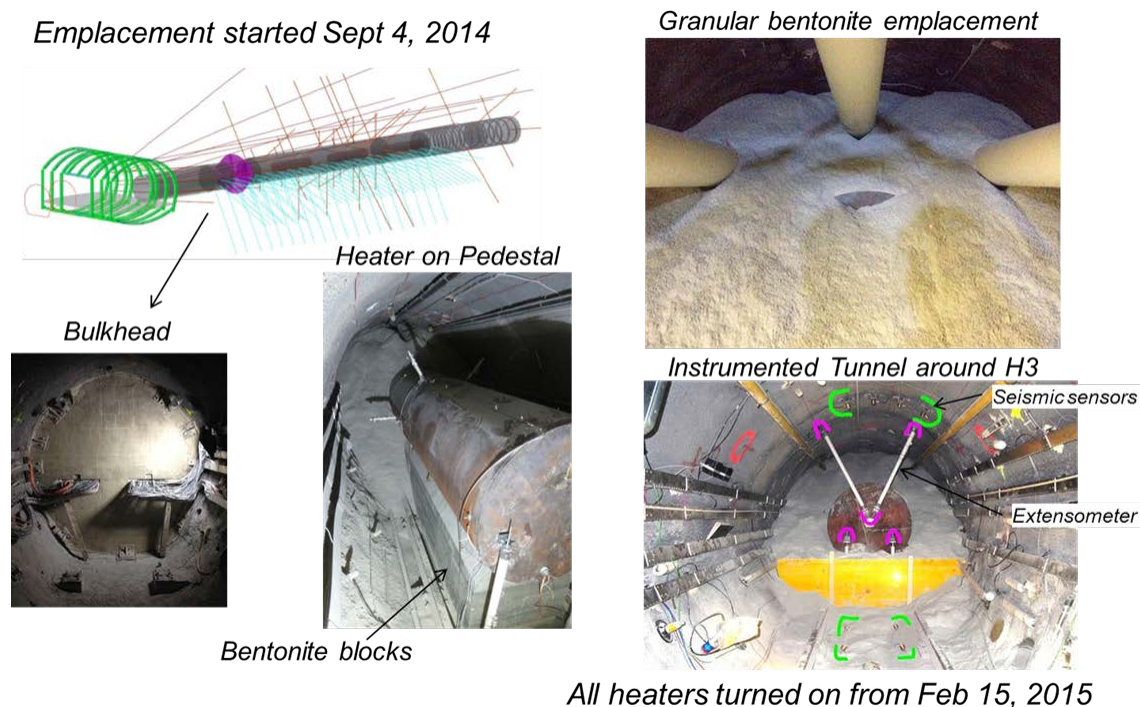 Emplacement started Sept 4, 2014
Granular bentonite emplacement
Heater on Pedestal
Bulkhead
Instrumented Tunnel around H3
Seismic sensors
Extensometer
Bentonite blocks
All heaters turned on from Feb 15, 2015